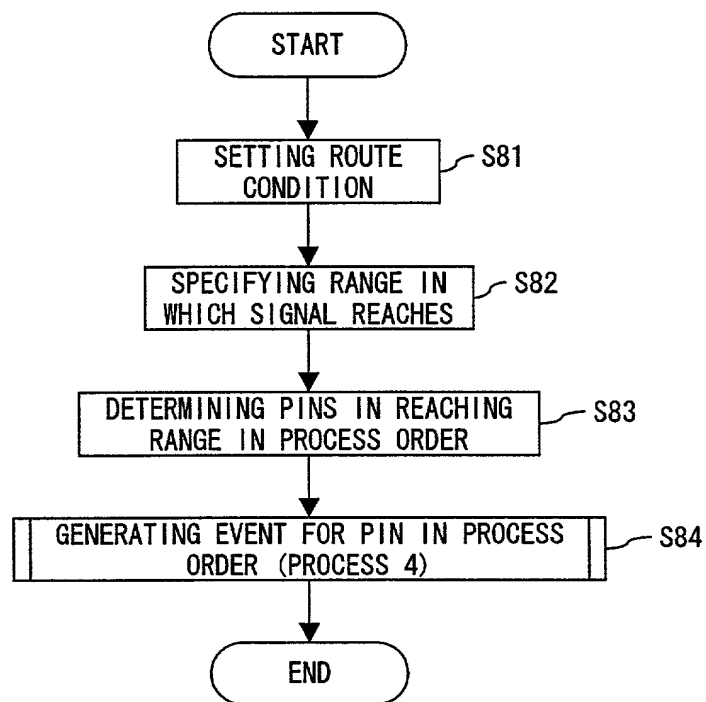 START
SETTING ROUTE
CONDITION
S81
SPECIFYING RANGE IN
WHICH SIGNAL REACHES
S82
DETERMINING PINS IN REACHING
RANGE IN PROCESS ORDER
S83
GENERATING EVENT FOR PIN IN PROCESS
ORDER (PROCESS 4)
S84
END